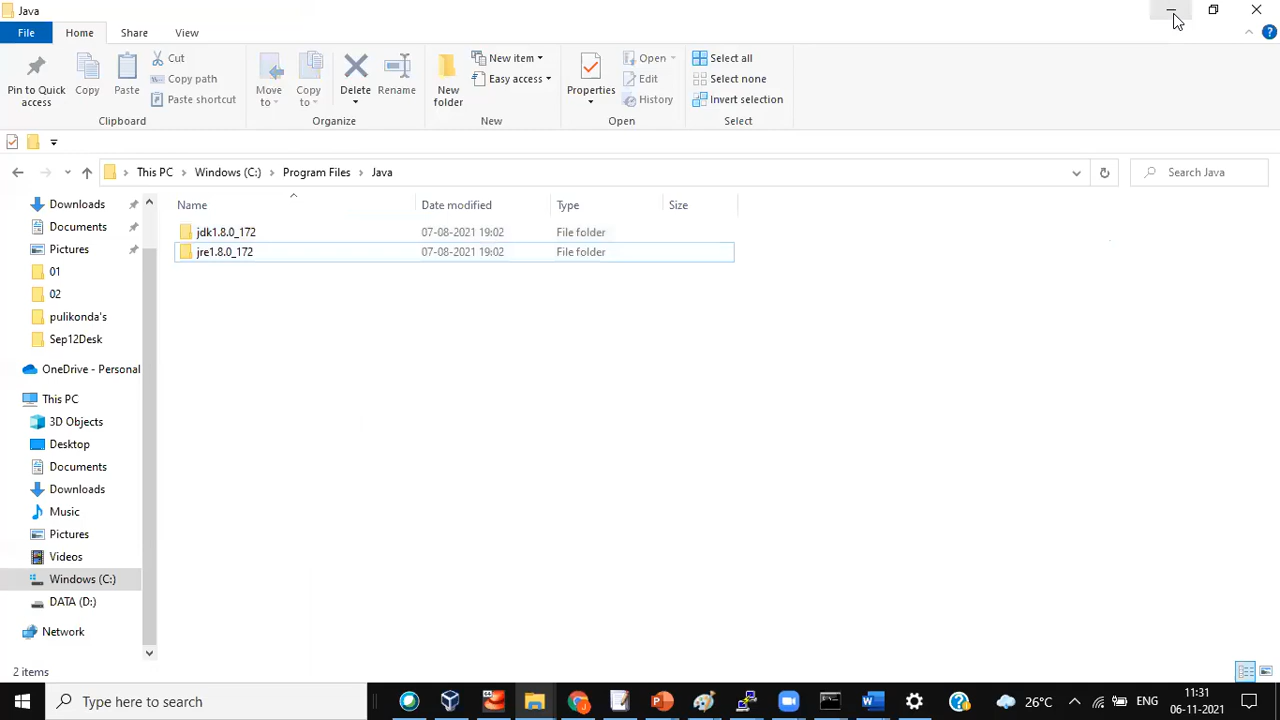 Java
File Home Share View
Pin to Quick access
Copy
Paste
Cut
Copy path
Paste shortcut
Clipboard
Move to
Copy to
Delete
Rename
Organize
New folder
New item
Easy access
New
Properties
Open
Edit
History
Open
Select all
Select none
Invert selection
Select
This PC Windows (C:) Program Files Java
Search Java
Name Date modified Type Size
jdk1.8.0_172 07-08-2021 19:02 File folder
jre1.8.0_172 07-08-2021 19:02 File folder
Downloads
Documents
Pictures
01
02
pulikonda's
Sep12Desk
OneDrive - Personal
This PC
3D Objects
Desktop
Documents
Downloads
Music
Pictures
Videos
Windows (C:)
DATA (D:)
Network
2 items
Type here to search
26°C
ENG
11:31
06-11-2021